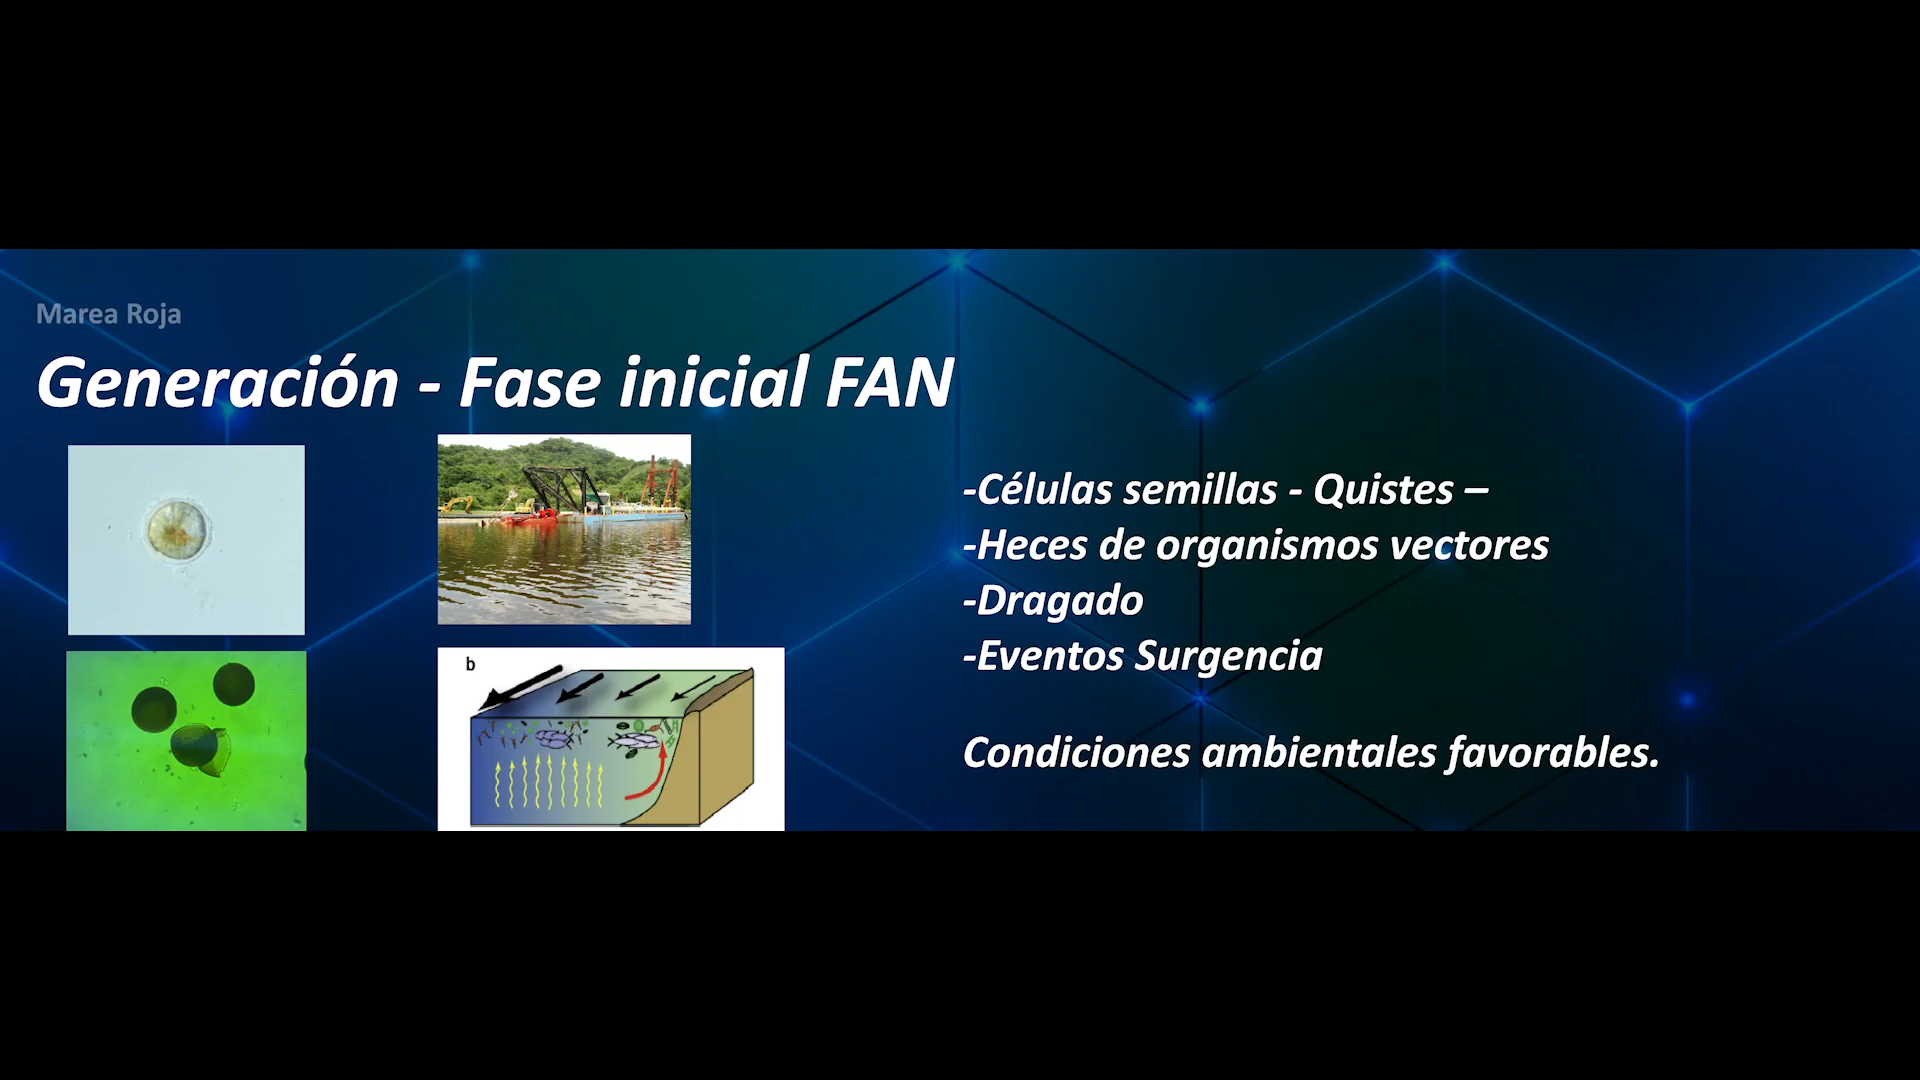 Marea Roja
Generación - Fase inicial FAN
-Células semillas - Quistes –
-Heces de organismos vectores
-Dragado
-Eventos Surgencia
b
Condiciones ambientales favorables.